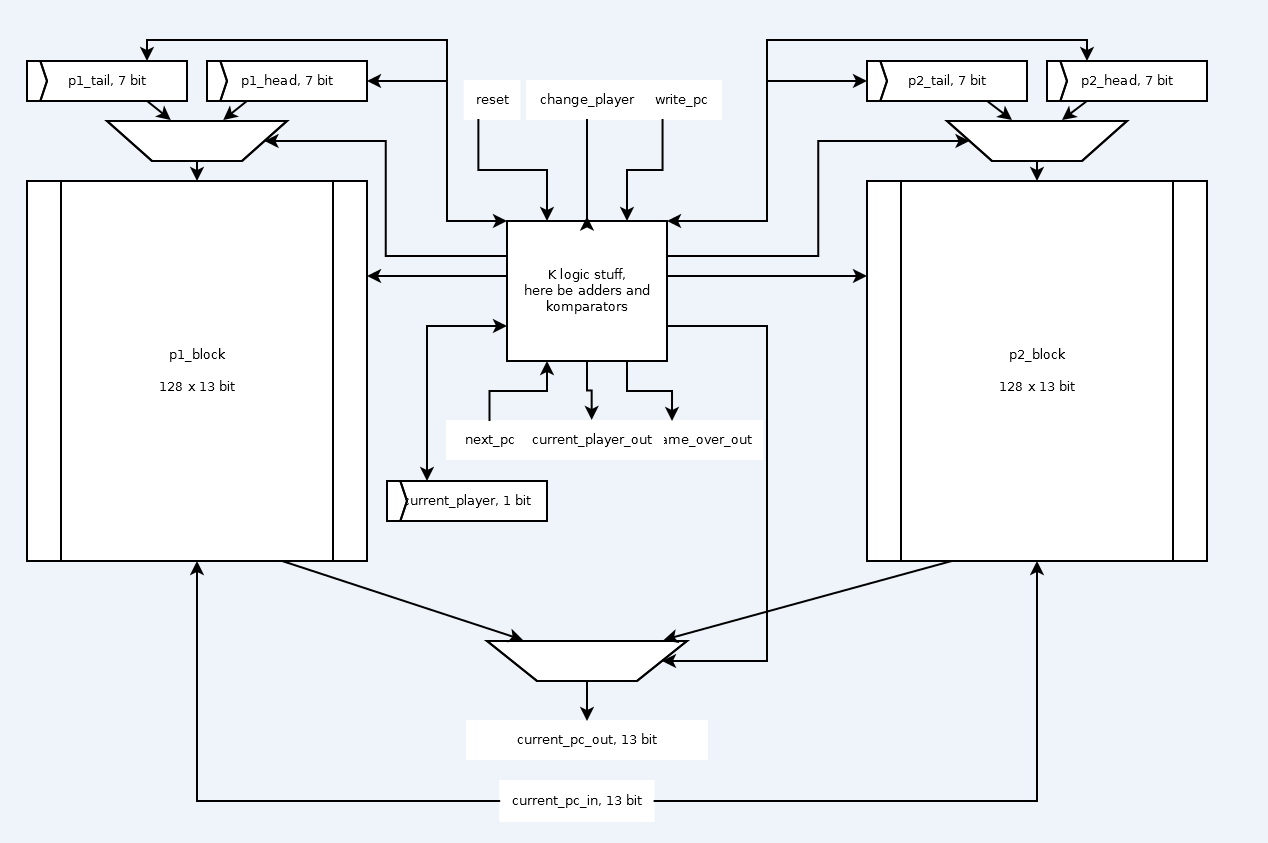 p1_tail, 7 bit
p1_head, 7 bit
p2_tail, 7 bit
p2_head, 7 bit
reset
change_player
write_pc
K logic stuff,
here be adders and
komparators
p1_block
128 x 13 bit
p2_block
128 x 13 bit
next_pc
current_player_out
ame_over_out
current_player, 1 bit
current_pc_out, 13 bit
current_pc_in, 13 bit